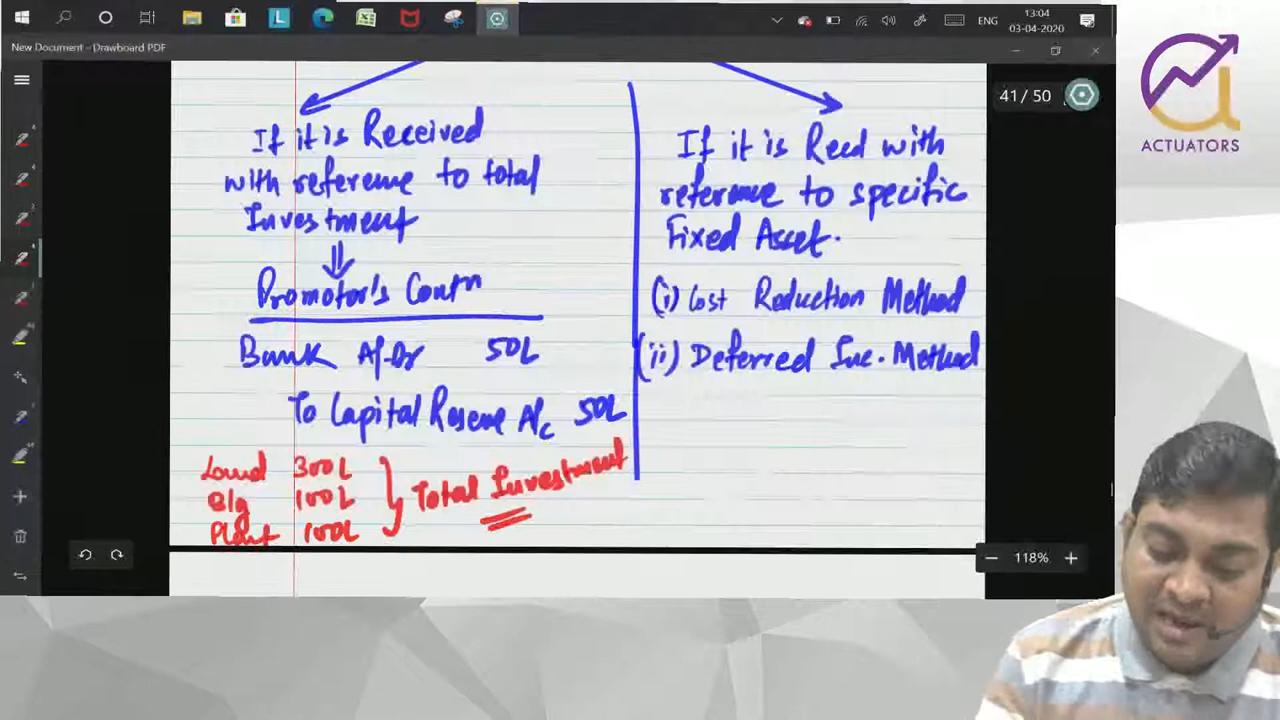 13:04
ENG
03-04-2020
New Document - Drawboard PDF
41 / 50
ACTUATORS
If it is Received
with reference to total
Investment
⇓
Promotor's Contn
Bank A/c Dr 50L
To Capital Reserve A/c 50L
Land 300L
Blg 100L
Plant 100L
Total Investment
If it is Recd with
reference to specific
Fixed Asset.
(i) Cost Reduction Method
(ii) Deferred Inc. Method
118%